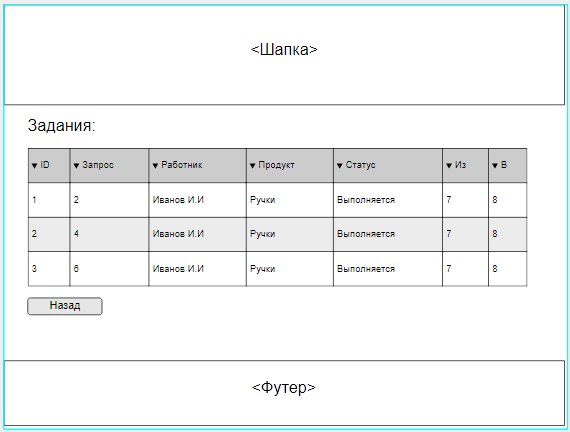 <Шапка>
Задания:
▼ ID ▼ Запрос ▼ Работник ▼ Продукт ▼ Статус ▼ Из ▼ В
1 2 Иванов И.И Ручки Выполняется 7 8
2 4 Иванов И.И Ручки Выполняется 7 8
3 6 Иванов И.И Ручки Выполняется 7 8
Назад
<Футер>